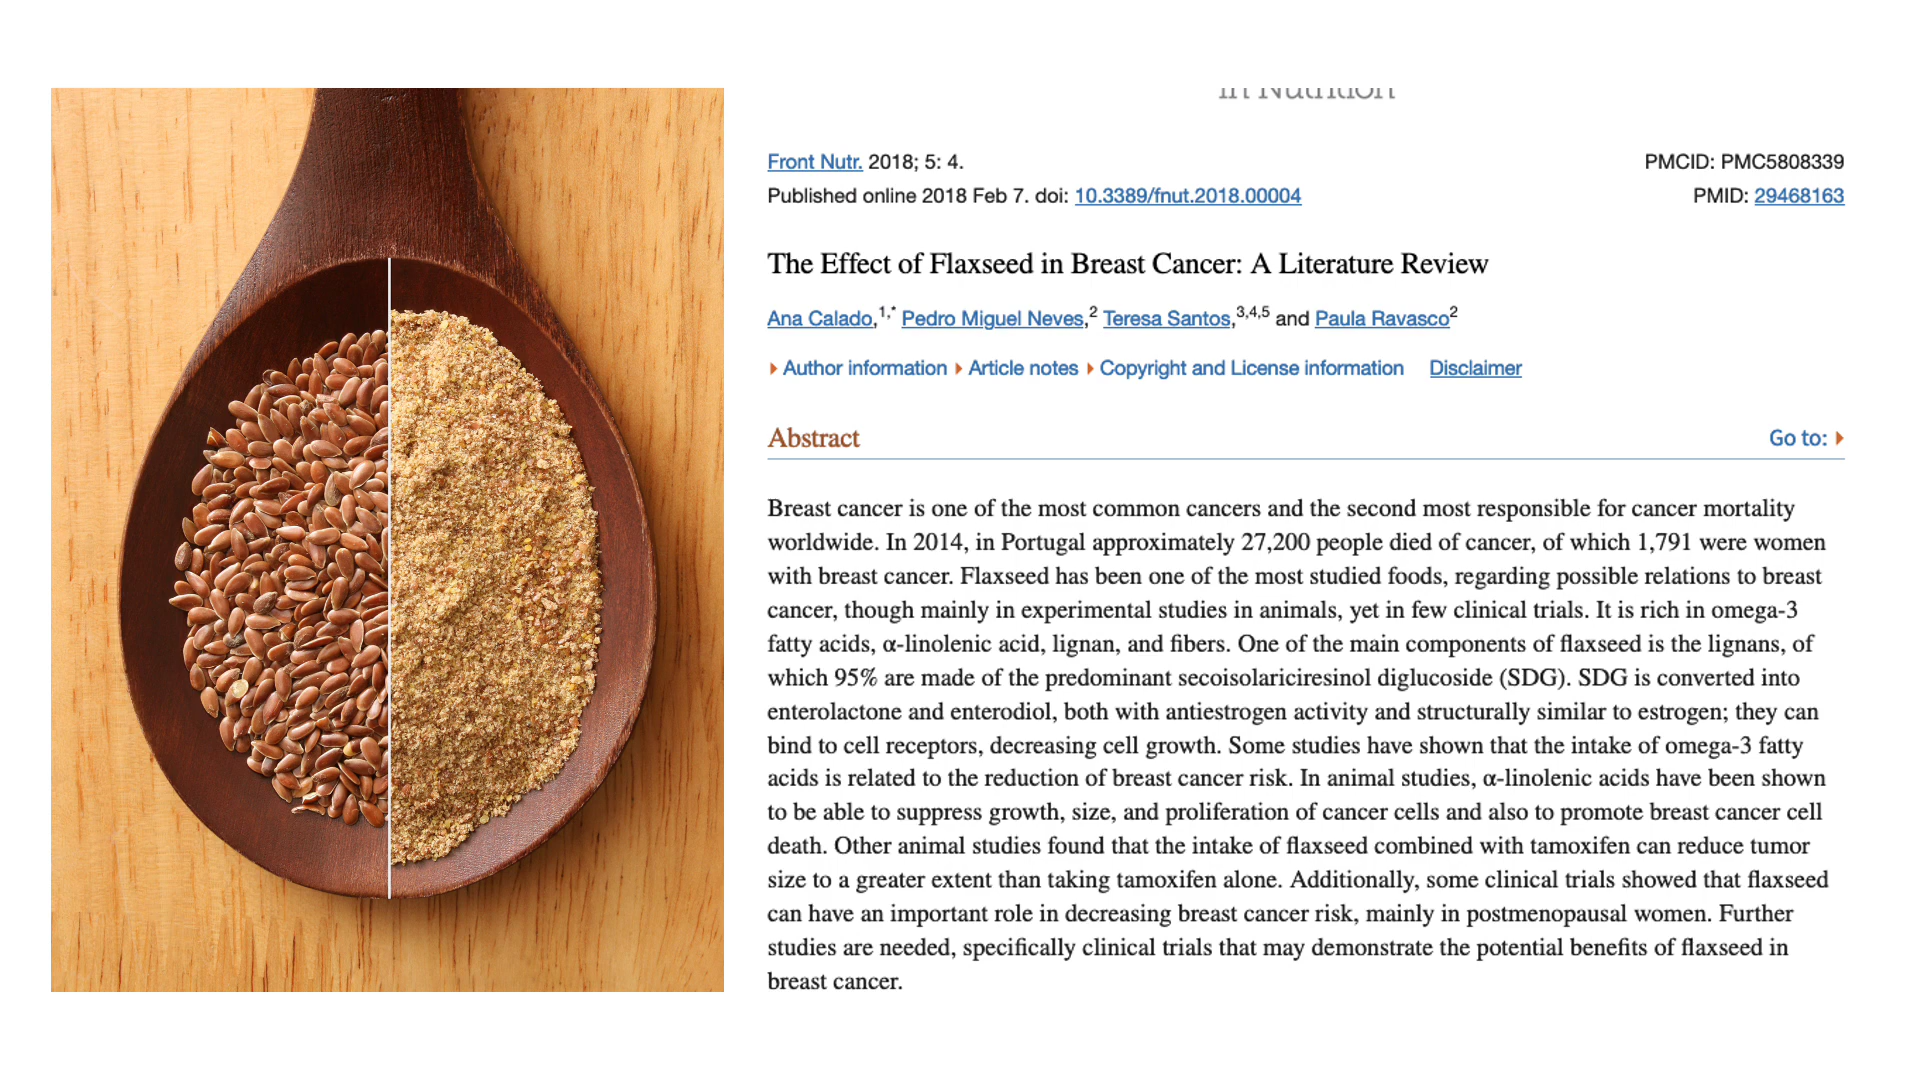 in Nutrition
Front Nutr. 2018; 5: 4.
PMCID: PMC5808339
Published online 2018 Feb 7. doi: 10.3389/fnut.2018.00004
PMID: 29468163
The Effect of Flaxseed in Breast Cancer: A Literature Review
Ana Calado,1,* Pedro Miguel Neves,2 Teresa Santos,3,4,5 and Paula Ravasco2
Author information Article notes Copyright and License information Disclaimer
Abstract
Go to:
Breast cancer is one of the most common cancers and the second most responsible for cancer mortality
worldwide. In 2014, in Portugal approximately 27,200 people died of cancer, of which 1,791 were women
with breast cancer. Flaxseed has been one of the most studied foods, regarding possible relations to breast
cancer, though mainly in experimental studies in animals, yet in few clinical trials. It is rich in omega-3
fatty acids, α-linolenic acid, lignan, and fibers. One of the main components of flaxseed is the lignans, of
which 95% are made of the predominant secoisolariciresinol diglucoside (SDG). SDG is converted into
enterolactone and enterodiol, both with antiestrogen activity and structurally similar to estrogen; they can
bind to cell receptors, decreasing cell growth. Some studies have shown that the intake of omega-3 fatty
acids is related to the reduction of breast cancer risk. In animal studies, α-linolenic acids have been shown
to be able to suppress growth, size, and proliferation of cancer cells and also to promote breast cancer cell
death. Other animal studies found that the intake of flaxseed combined with tamoxifen can reduce tumor
size to a greater extent than taking tamoxifen alone. Additionally, some clinical trials showed that flaxseed
can have an important role in decreasing breast cancer risk, mainly in postmenopausal women. Further
studies are needed, specifically clinical trials that may demonstrate the potential benefits of flaxseed in
breast cancer.